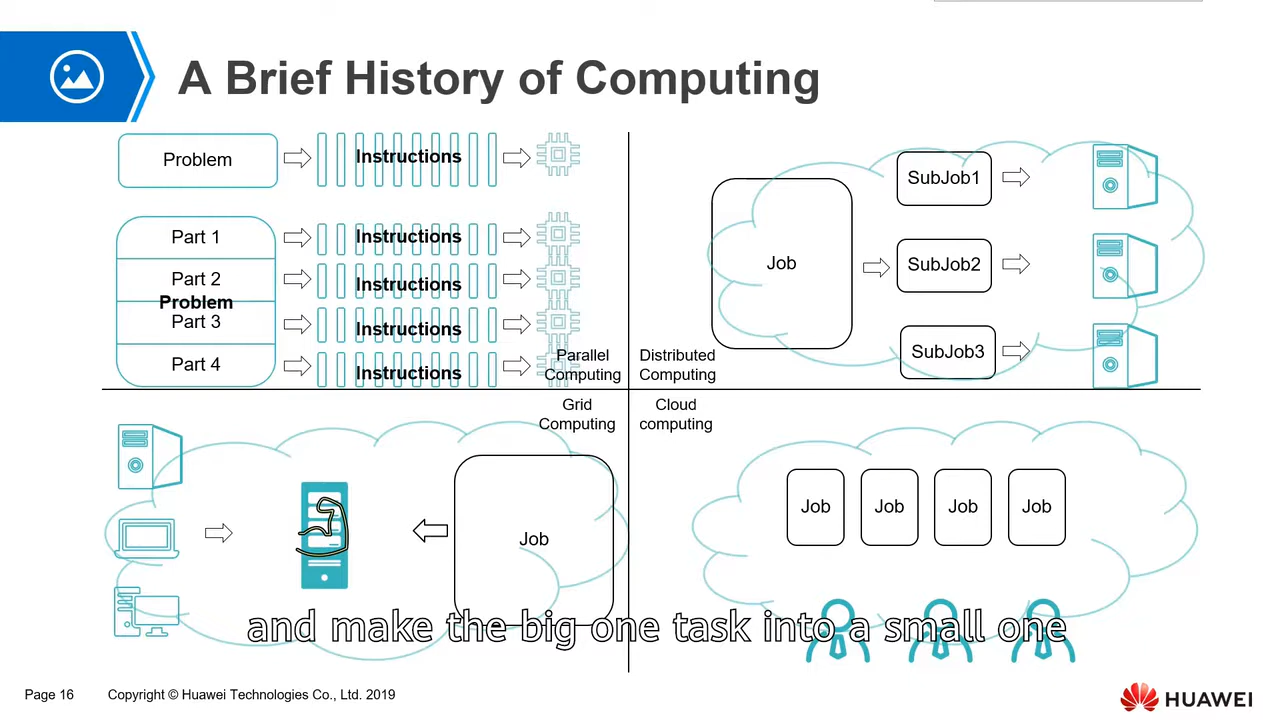 A Brief History of Computing
Problem
Instructions
Part 1
Instructions
Part 2
Instructions
Problem
Part 3
Instructions
Part 4
Instructions
Parallel
Computing
Job
SubJob1
SubJob2
SubJob3
Distributed
Computing
Grid
Computing
Job
Cloud
computing
Job
Job
Job
Job
and make the big one task into a small one
Page 16
Copyright © Huawei Technologies Co., Ltd. 2019
HUAWEI